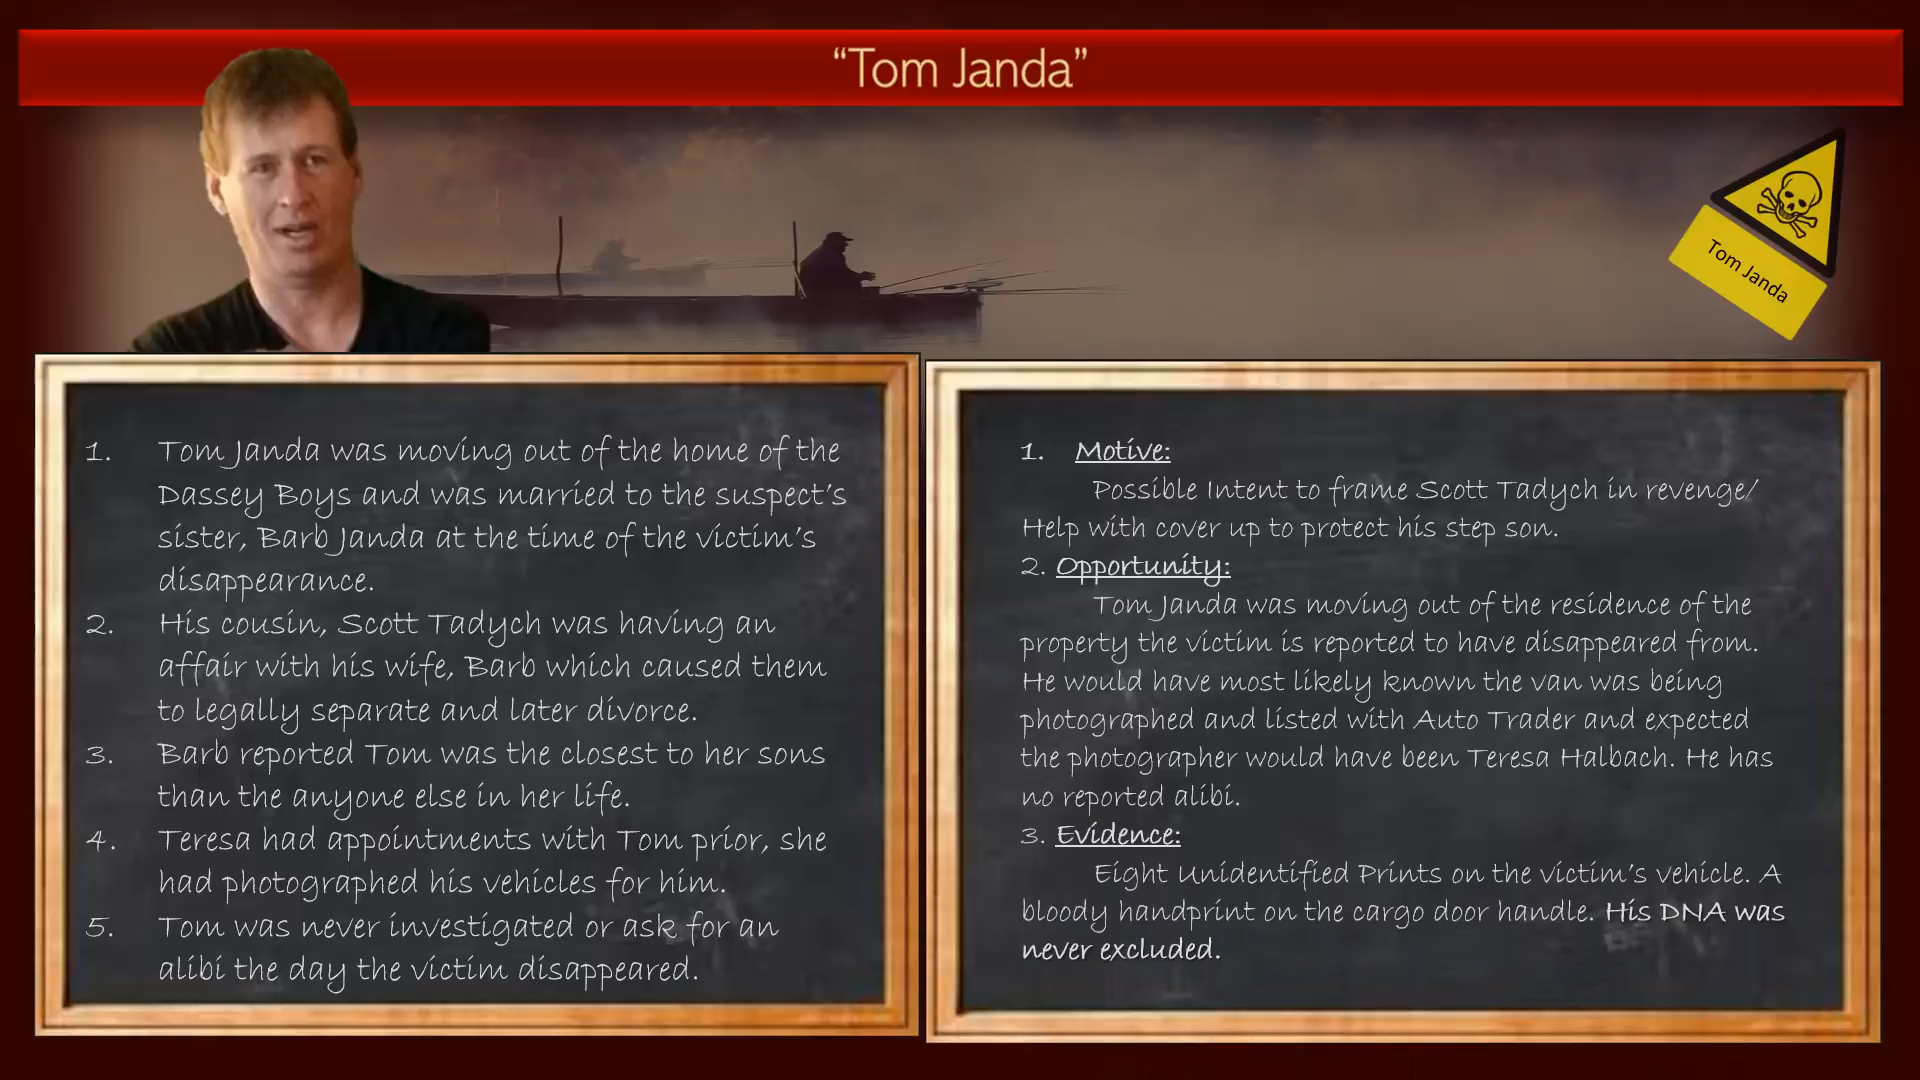 “Tom Janda”
Tom Janda
1. Tom Janda was moving out of the home of the
Dassey Boys and was married to the suspect’s
sister, Barb Janda at the time of the victim’s
disappearance.
2. His cousin, Scott Tadych was having an
affair with his wife, Barb which caused them
to legally separate and later divorce.
3. Barb reported Tom was the closest to her sons
than the anyone else in her life.
4. Teresa had appointments with Tom prior, she
had photographed his vehicles for him.
5. Tom was never investigated or ask for an
alibi the day the victim disappeared.
1. Motive:
Possible Intent to frame Scott Tadych in revenge/
Help with cover up to protect his step son.
2. Opportunity:
Tom Janda was moving out of the residence of the
property the victim is reported to have disappeared from.
He would have most likely known the van was being
photographed and listed with Auto Trader and expected
the photographer would have been Teresa Halbach. He has
no reported alibi.
3. Evidence:
Eight Unidentified Prints on the victim’s vehicle. A
bloody handprint on the cargo door handle. His DNA was
never excluded.